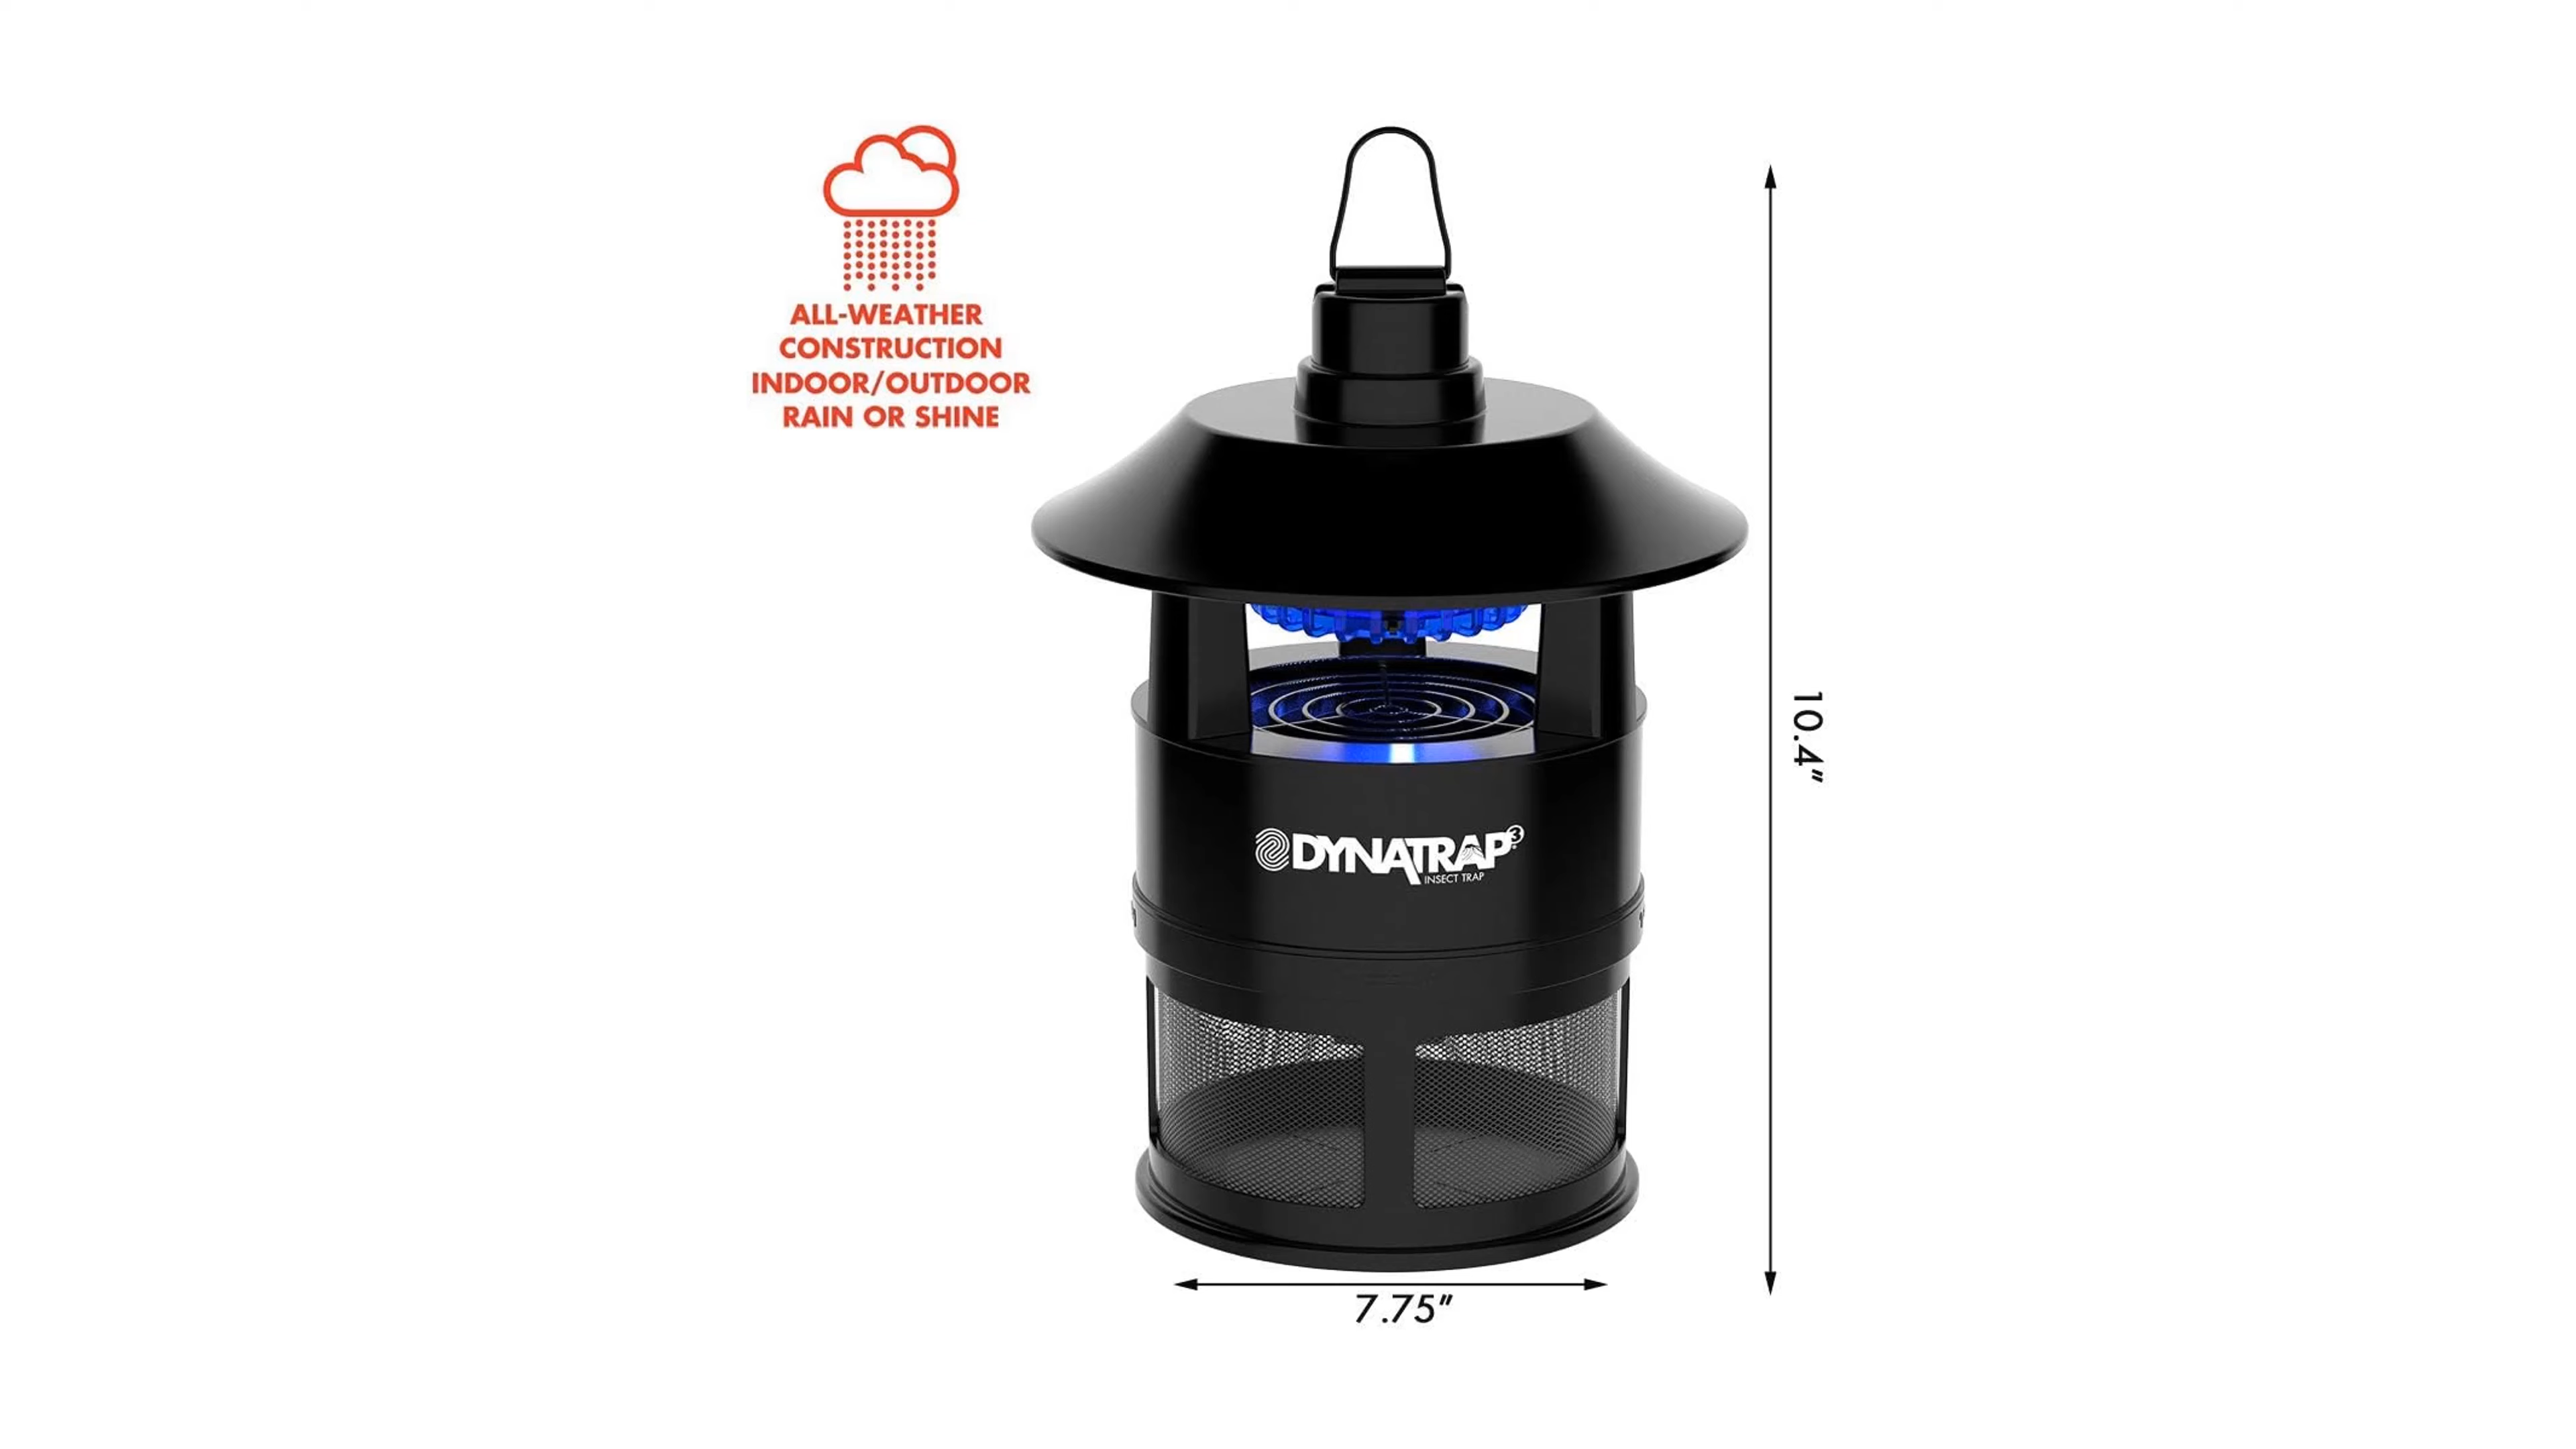 ALL-WEATHER
CONSTRUCTION
INDOOR/OUTDOOR
RAIN OR SHINE
10.4"
DYNATRAP³
INSECT TRAP
7.75"